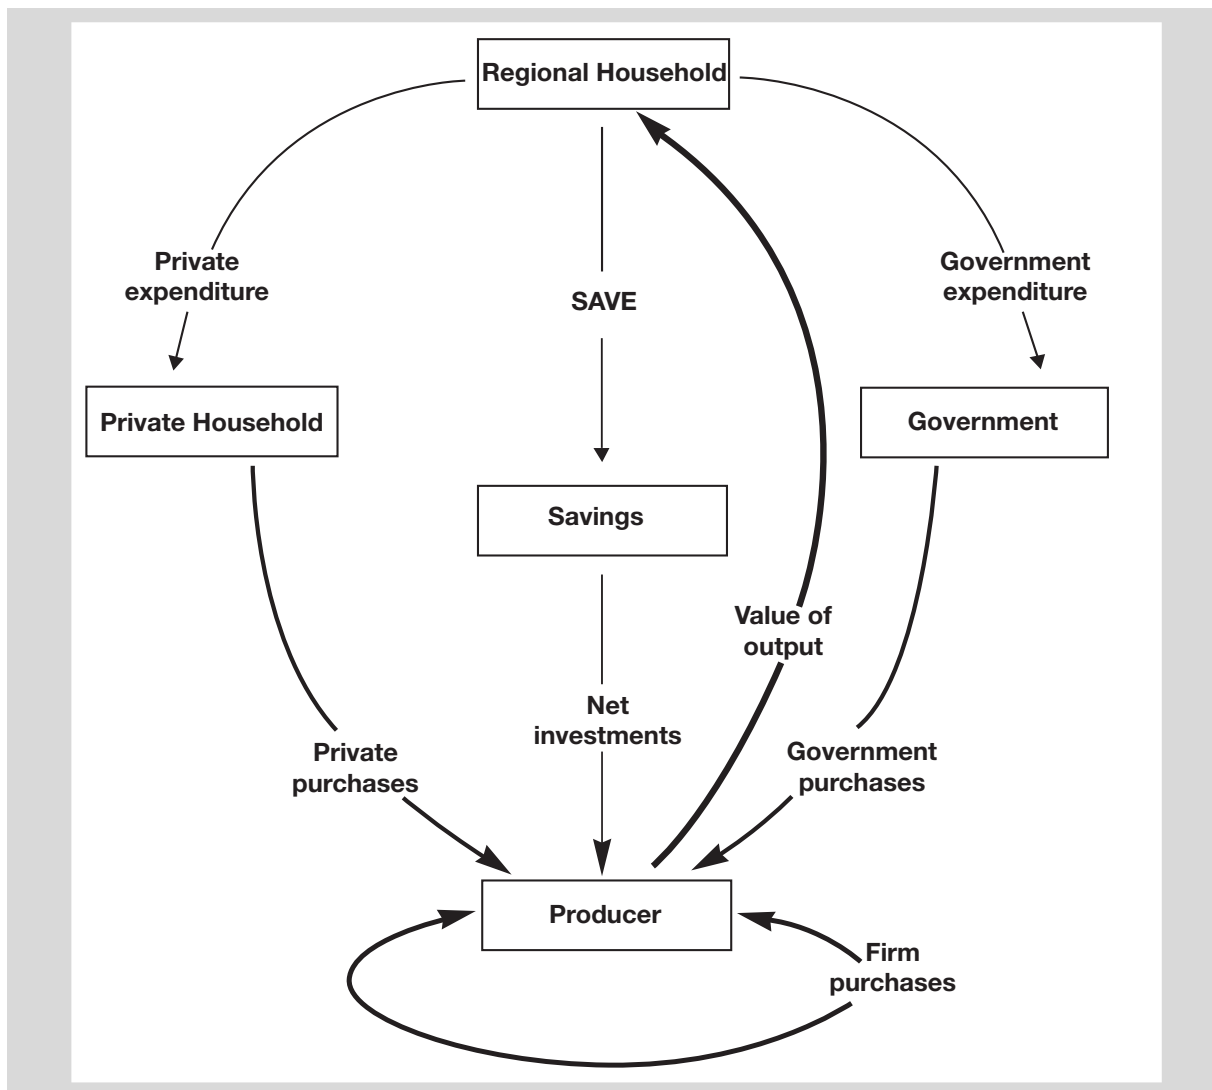 Regional Household
Private
expenditure
SAVE
Government
expenditure
Private Household
Government
Savings
Value of
output
Net
investments
Private
purchases
Government
purchases
Producer
Firm
purchases